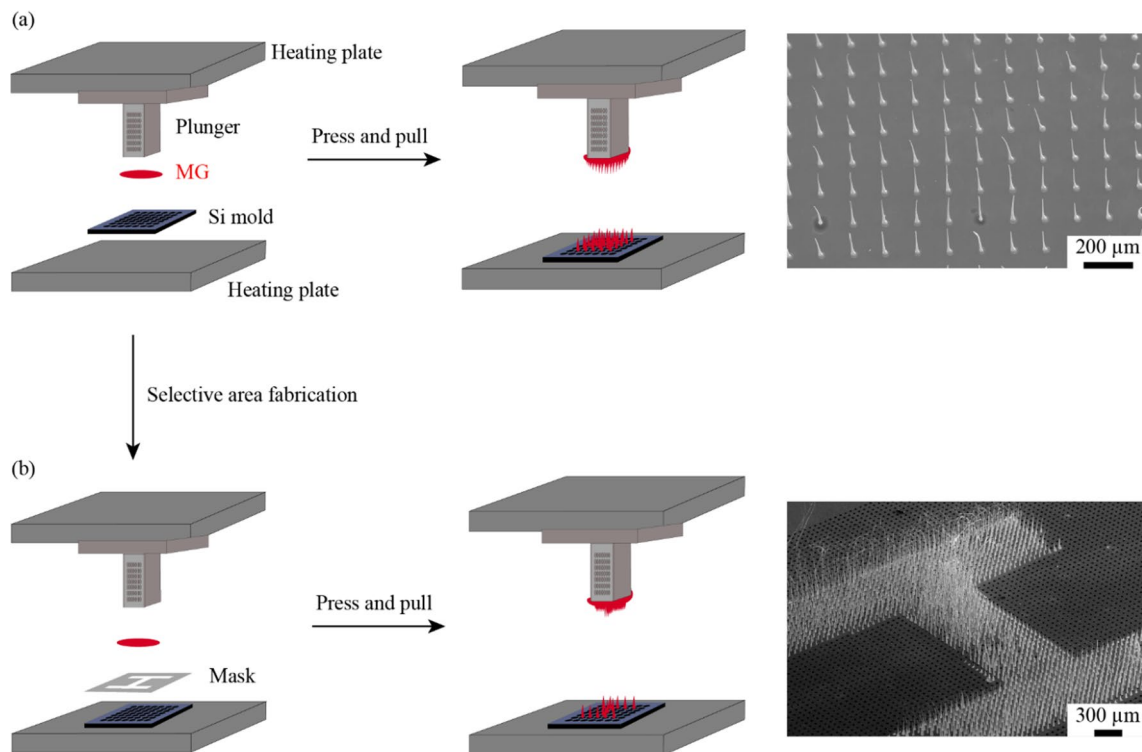 (a)
Heating plate
Plunger
MG
Si mold
Heating plate
Press and pull
200 µm
Selective area fabrication
(b)
Mask
Press and pull
300 µm